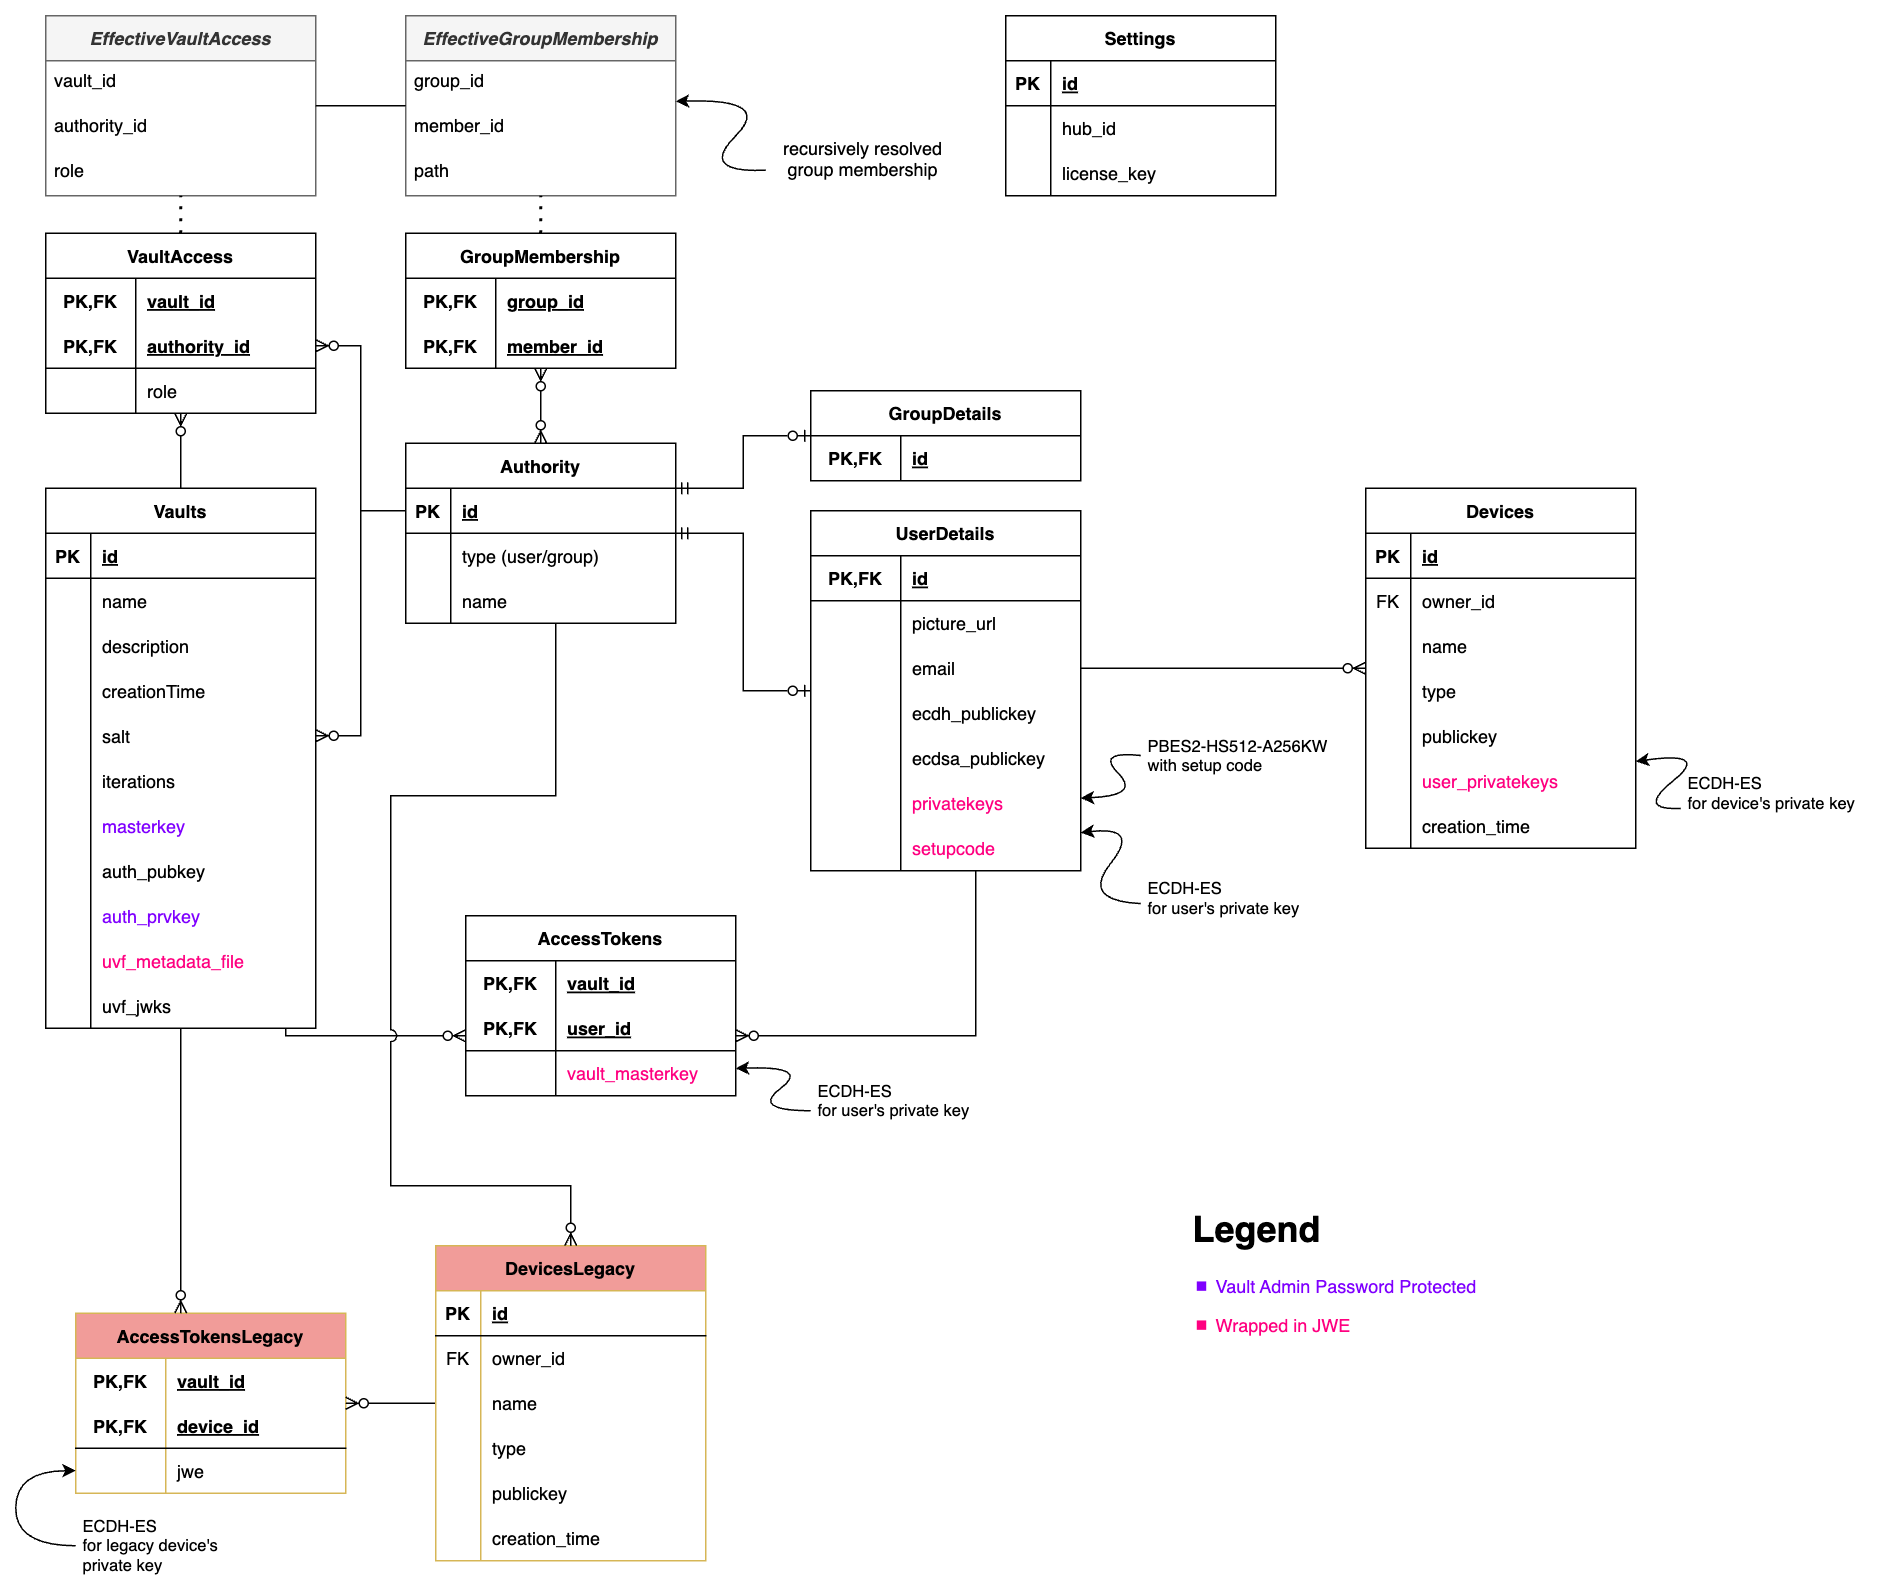 EffectiveVaultAccess
vault_id
authority_id
role
EffectiveGroupMembership
group_id
member_id
path
recursively resolved
group membership
Settings
PK id
hub_id
license_key
VaultAccess
PK,FK vault_id
PK,FK authority_id
role
GroupMembership
PK,FK group_id
PK,FK member_id
GroupDetails
PK,FK id
Authority
PK id
type (user/group)
name
Vaults
PK id
name
description
creationTime
salt
iterations
masterkey
auth_pubkey
auth_prvkey
uvf_metadata_file
uvf_jwks
UserDetails
PK,FK id
picture_url
email
ecdh_publickey
ecdsa_publickey
privatekeys
setupcode
PBES2-HS512-A256KW
with setup code
ECDH-ES
for user's private key
Devices
PK id
FK owner_id
name
type
publickey
user_privatekeys
creation_time
ECDH-ES
for device's private key
AccessTokens
PK,FK vault_id
PK,FK user_id
vault_masterkey
ECDH-ES
for user's private key
DevicesLegacy
PK id
FK owner_id
name
type
publickey
creation_time
AccessTokensLegacy
PK,FK vault_id
PK,FK device_id
jwe
ECDH-ES
for legacy device's
private key
Legend
Vault Admin Password Protected
Wrapped in JWE